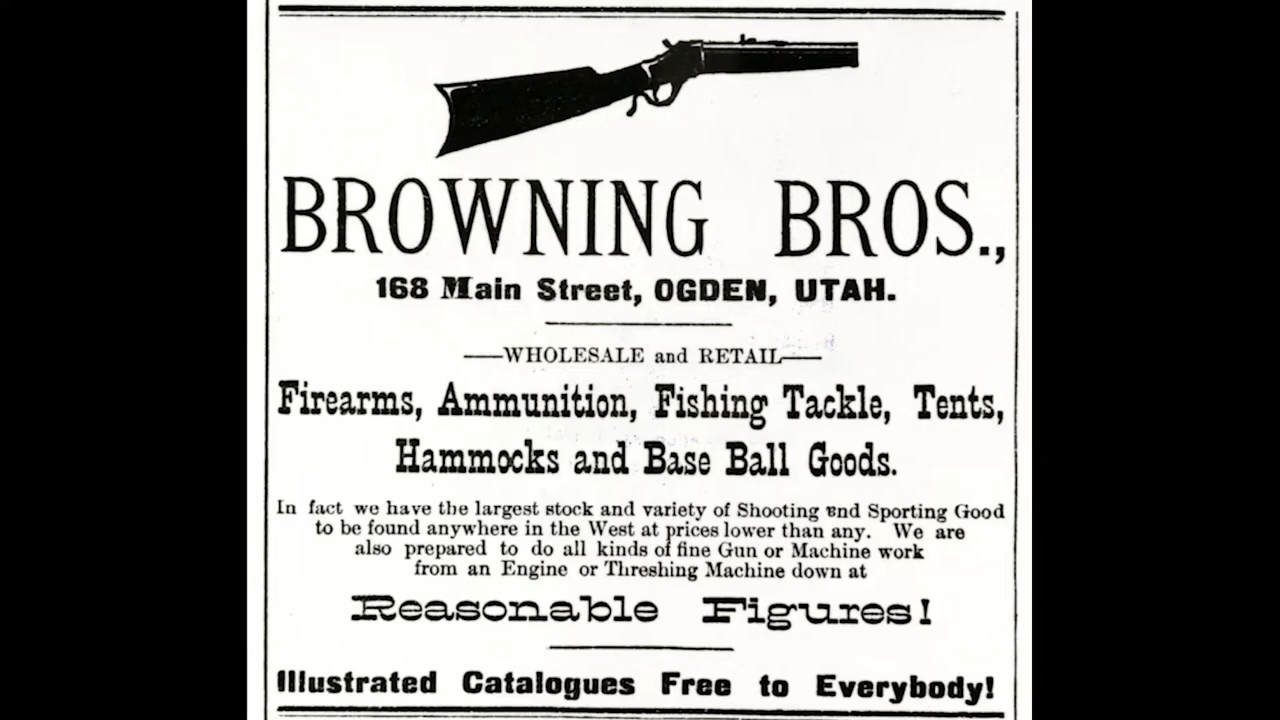 BROWNING BROS.,
168 Main Street, OGDEN, UTAH.
—WHOLESALE and RETAIL—
Firearms, Ammunition, Fishing Tackle, Tents,
Hammocks and Base Ball Goods.
In fact we have the largest stock and variety of Shooting and Sporting Good
to be found anywhere in the West at prices lower than any. We are
also prepared to do all kinds of fine Gun or Machine work
from an Engine or Threshing Machine down at
Reasonable Figures!
Illustrated Catalogues Free to Everybody!